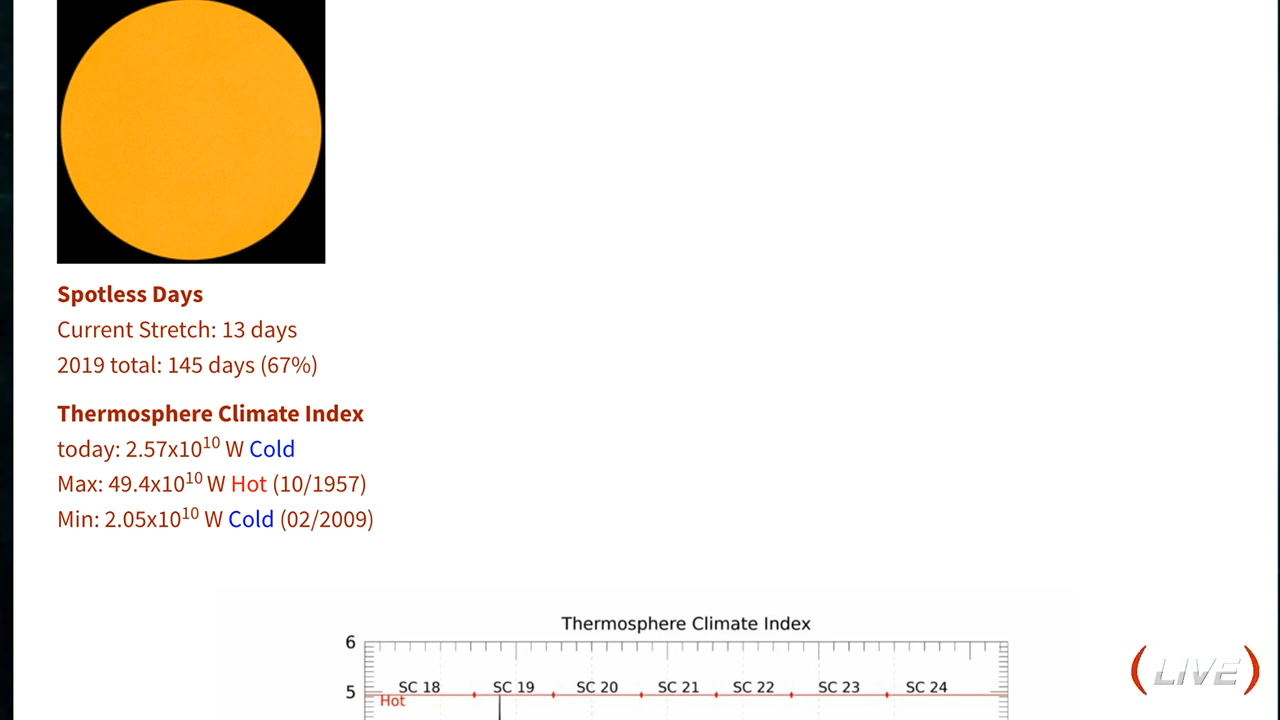 Spotless Days
Current Stretch: 13 days
2019 total: 145 days (67%)
Thermosphere Climate Index
today: 2.57x10¹⁰ W Cold
Max: 49.4x10¹⁰ W Hot (10/1957)
Min: 2.05x10¹⁰ W Cold (02/2009)
Thermosphere Climate Index
6
5 SC 18 SC 19 SC 20 SC 21 SC 22 SC 23 SC 24
Hot
(LIVE)